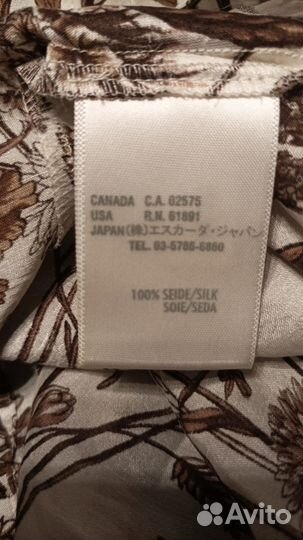 CANADA C.A. 02575
USA R.N. 61891
JAPAN (株)エスカーダ・ジャパン
TEL. 03-5786-6860
100% SEIDE/SILK
SOIE/SEDA
Avito